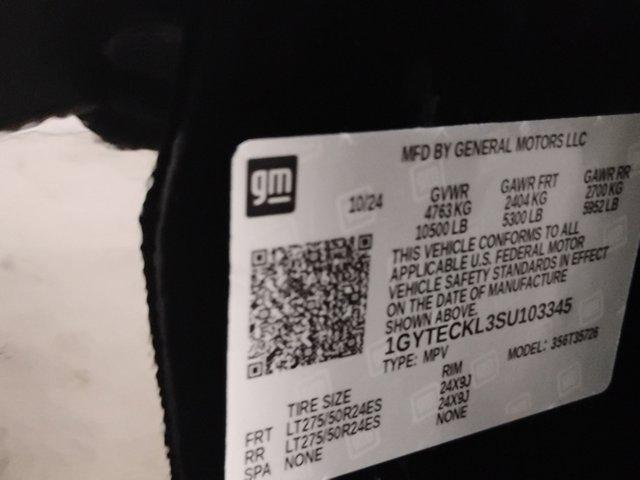 gm
MFD BY GENERAL MOTORS LLC
10/24
GVWR
4763 KG
10500 LB
GAWR FRT
2404 KG
5300 LB
GAWR RR
2700 KG
5952 LB
THIS VEHICLE CONFORMS TO ALL
APPLICABLE U.S. FEDERAL MOTOR
VEHICLE SAFETY STANDARDS IN EFFECT
ON THE DATE OF MANUFACTURE
SHOWN ABOVE.
1GYTECKL3SU103345
TYPE: MPV
MODEL: 356T35726
TIRE SIZE
RIM
FRT LT275/50R24ES 24X9J
RR LT275/50R24ES 24X9J
SPA NONE NONE